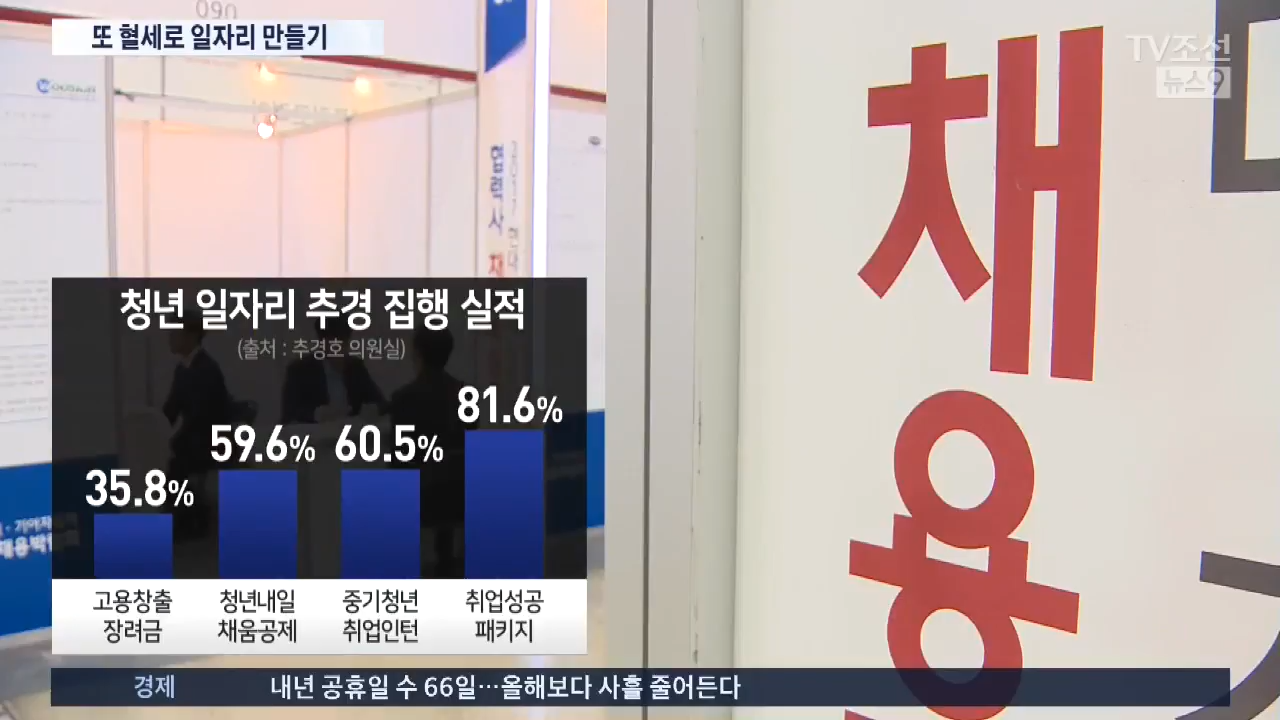 또 혈세로 일자리 만들기
TV조선
뉴스9
채용
협력사 채
청년 일자리 추경 집행 실적
(출처 : 추경호 의원실)
35.8%
59.6%
60.5%
81.6%
고용창출
장려금
청년내일
채움공제
중기청년
취업인턴
취업성공
패키지
경제
내년 공휴일 수 66일…올해보다 사흘 줄어든다